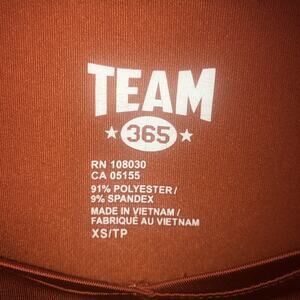 TEAM
365
RN 108030
CA 05155
91% POLYESTER /
9% SPANDEX
MADE IN VIETNAM /
FABRIQUÉ AU VIETNAM
XS/TP